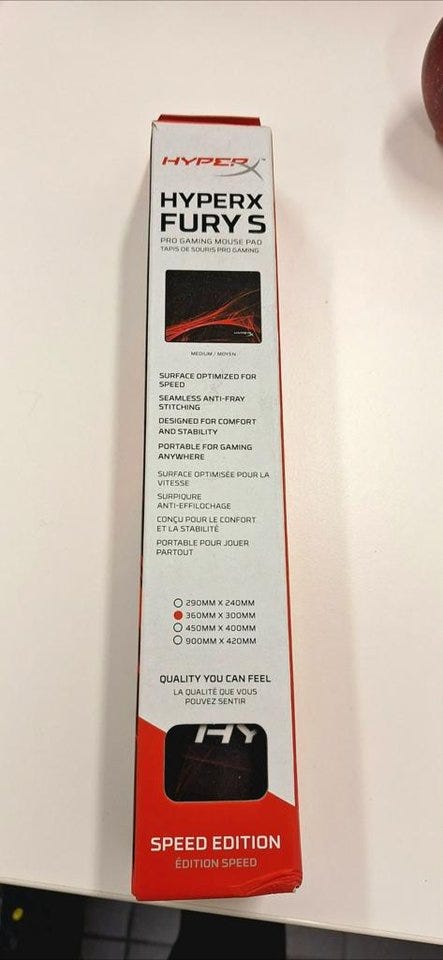 HYPERX™
HYPERX
FURY S
PRO GAMING MOUSE PAD
TAPIS DE SOURIS PRO GAMING
HYPERX
MEDIUM / MOYEN
SURFACE OPTIMIZED FOR
SPEED
SEAMLESS ANTI-FRAY
STITCHING
DESIGNED FOR COMFORT
AND STABILITY
PORTABLE FOR GAMING
ANYWHERE
SURFACE OPTIMISÉE POUR LA
VITESSE
SURPIQURE
ANTI-EFFILOCHAGE
CONÇU POUR LE CONFORT
ET LA STABILITÉ
PORTABLE POUR JOUER
PARTOUT
290MM X 240MM
360MM X 300MM
450MM X 400MM
900MM X 420MM
QUALITY YOU CAN FEEL
LA QUALITÉ QUE VOUS
POUVEZ SENTIR
HY
SPEED EDITION
ÉDITION SPEED